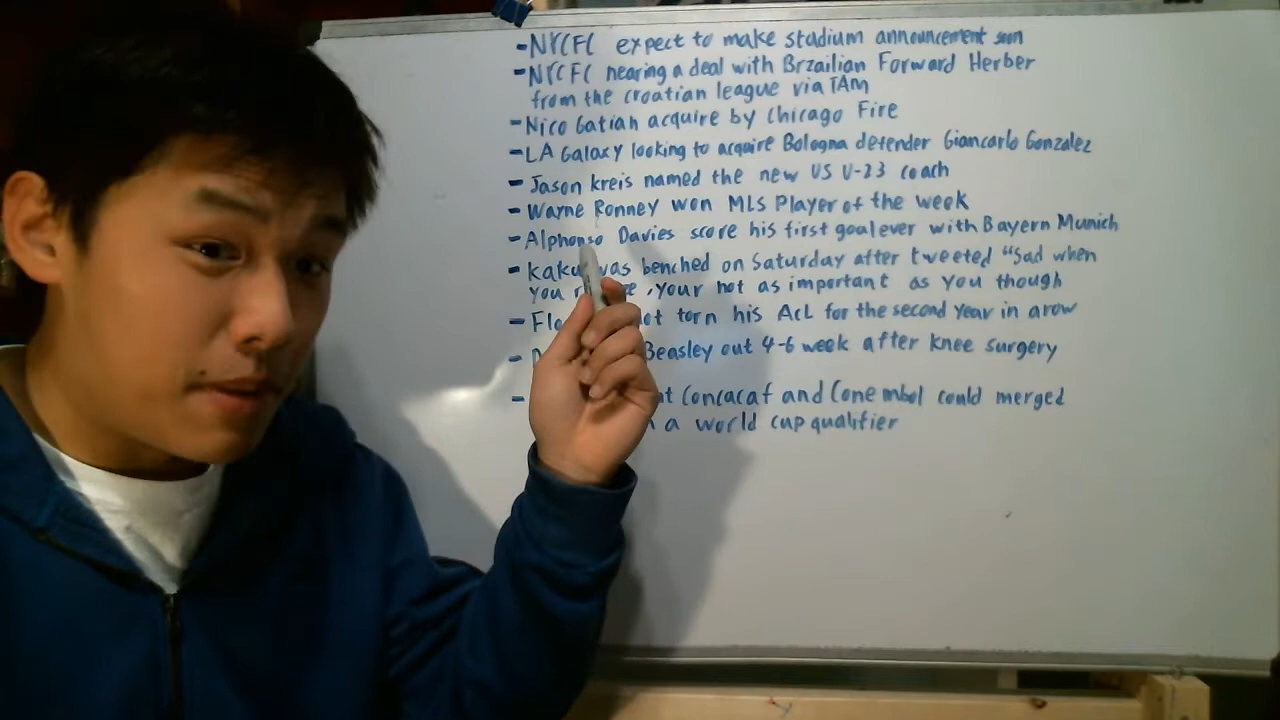 -NYCFC expect to make stadium announcement soon
-NYCFC nearing a deal with Brzailian Forward Herber
from the croatian league via TAM
-Nico Gatian acquire by Chicago Fire
-LA Galaxy looking to acquire Bologna defender Giancarlo Gonzalez
- Jason kreis named the new US U-23 coach
- Wayne Ronney won MLS Player of the week
-Alphonso Davies score his first goal ever with Bayern Munich
- kaku was benched on Saturday after tweeted "Sad when
you , your not as important as you though
- torn his ACL for the second year in arow
- Beasley out 4-6 week after knee surgery
- Concacaf and Conembol could merged
a world cup qualifier